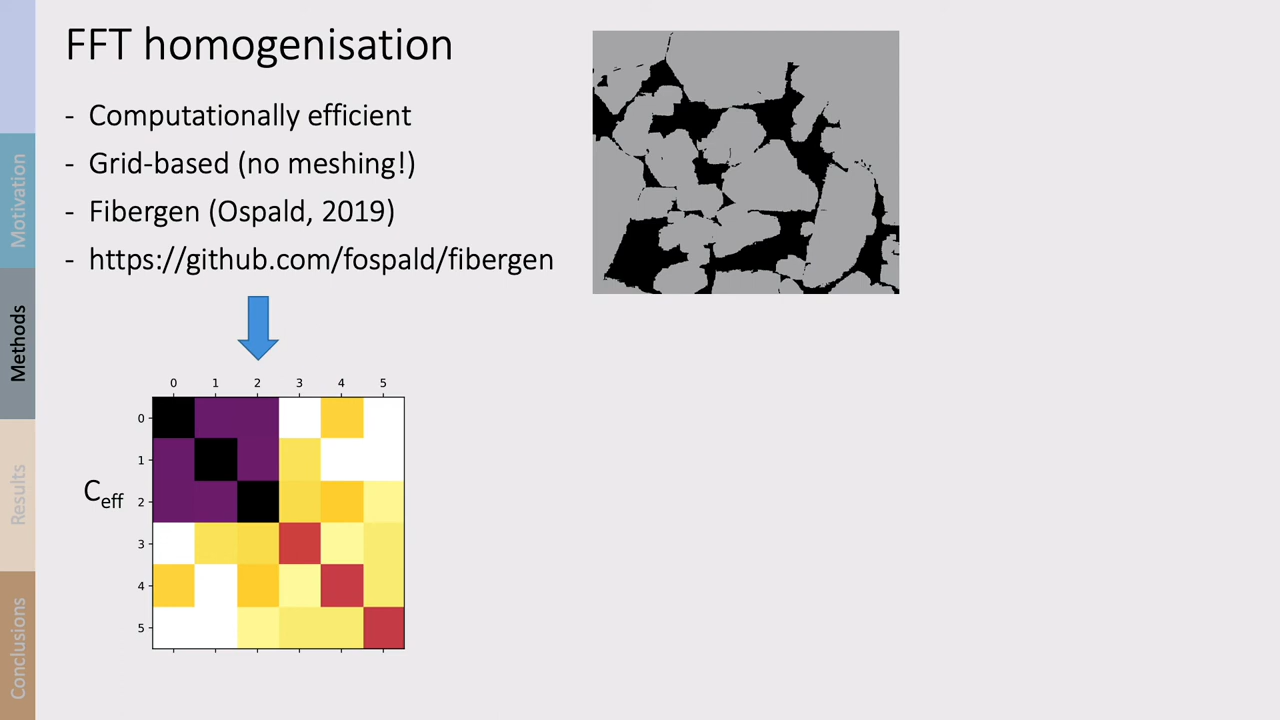 FFT homogenisation
- Computationally efficient
- Grid-based (no meshing!)
- Fibergen (Ospald, 2019)
- https://github.com/fospald/fibergen
Motivation
Methods
Results
Conclusions
0 1 2 3 4 5
0
1
2
3
4
5
Ceff